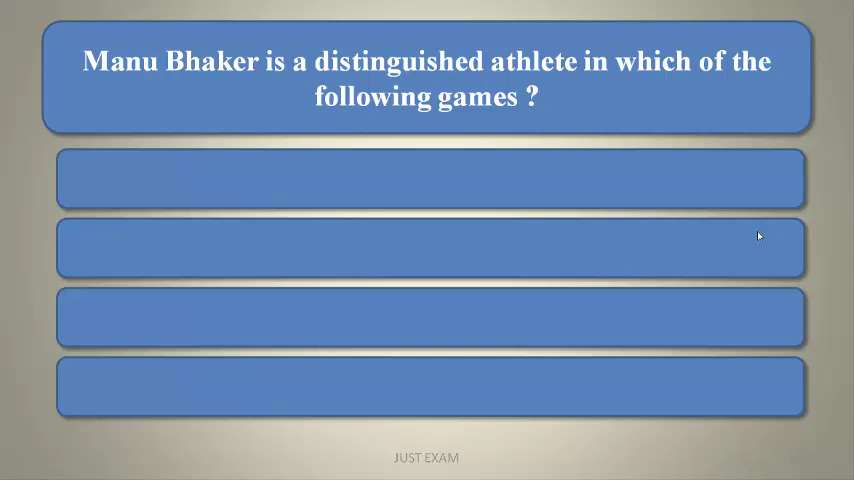 Manu Bhaker is a distinguished athlete in which of the
following games ?
JUST EXAM